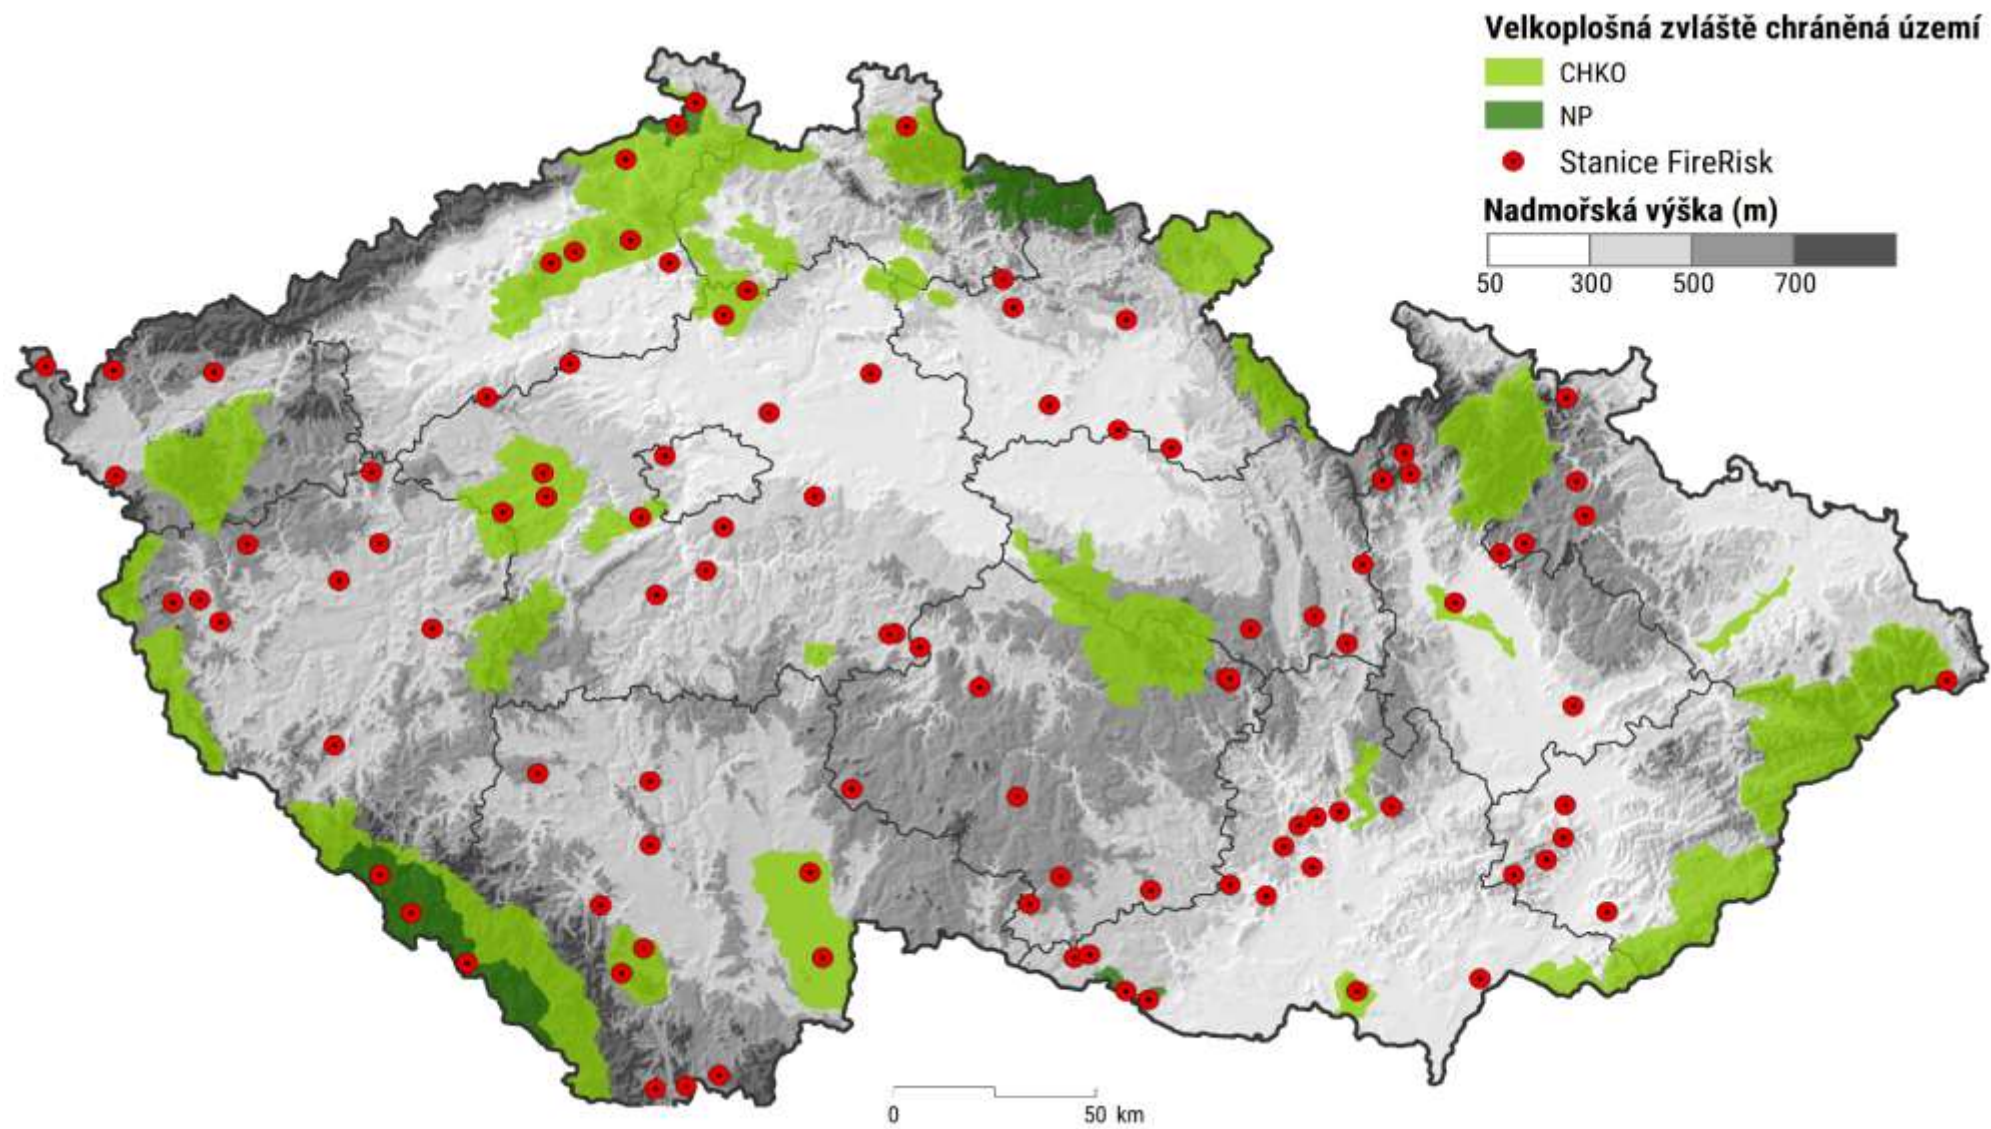 Velkoplošná zvláště chráněná území
CHKO
NP
Stanice FireRisk
Nadmořská výška (m)
50 300 500 700
0 50 km